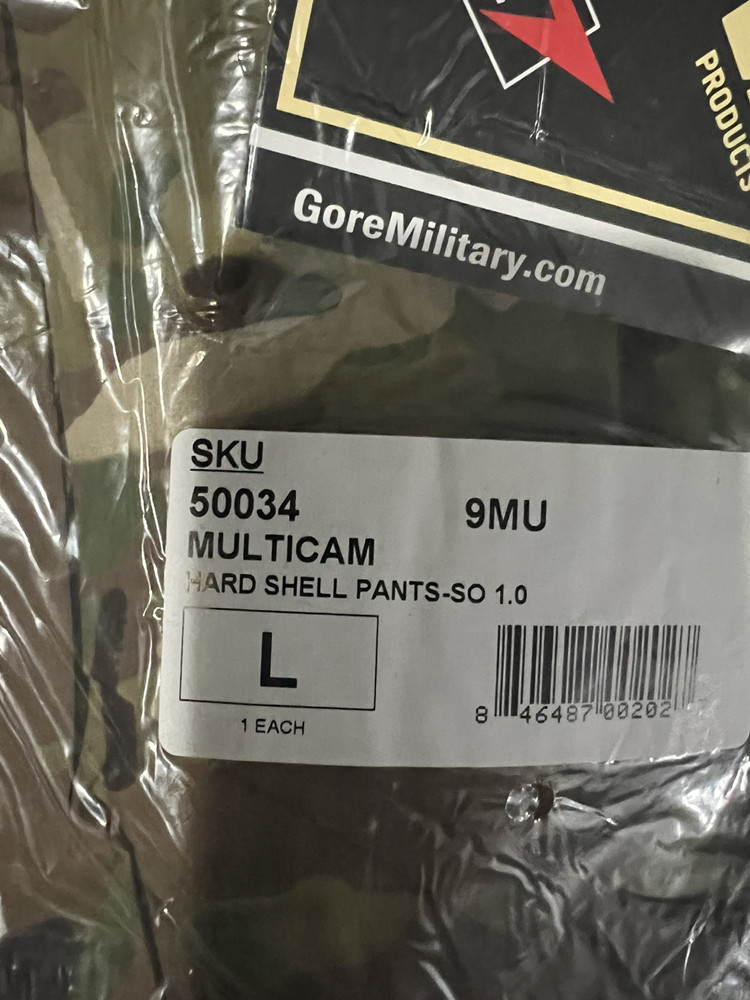 PRODUCTS
GoreMilitary.com
SKU
50034 9MU
MULTICAM
HARD SHELL PANTS-SO 1.0
L
1 EACH
8 46487 00202